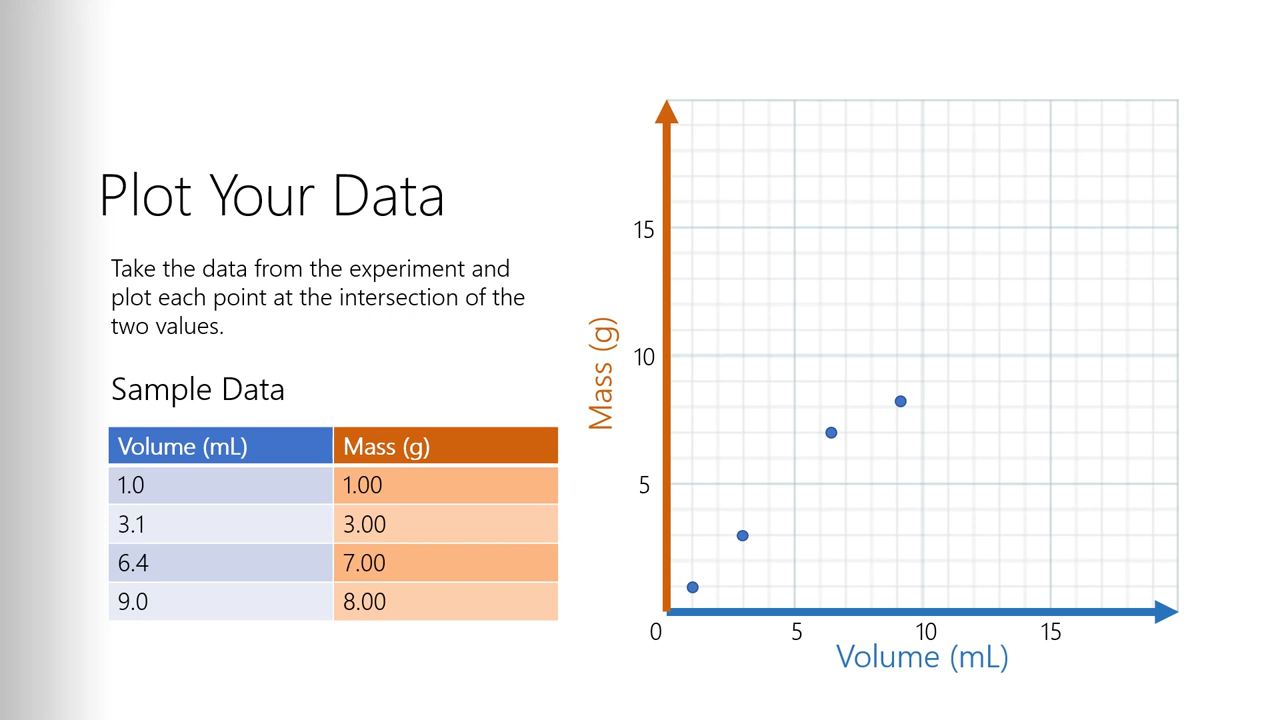 Plot Your Data
Take the data from the experiment and
plot each point at the intersection of the
two values.
Sample Data
Volume (mL) Mass (g)
1.0 1.00
3.1 3.00
6.4 7.00
9.0 8.00
Mass (g)
15
10
5
0 5 10 15
Volume (mL)